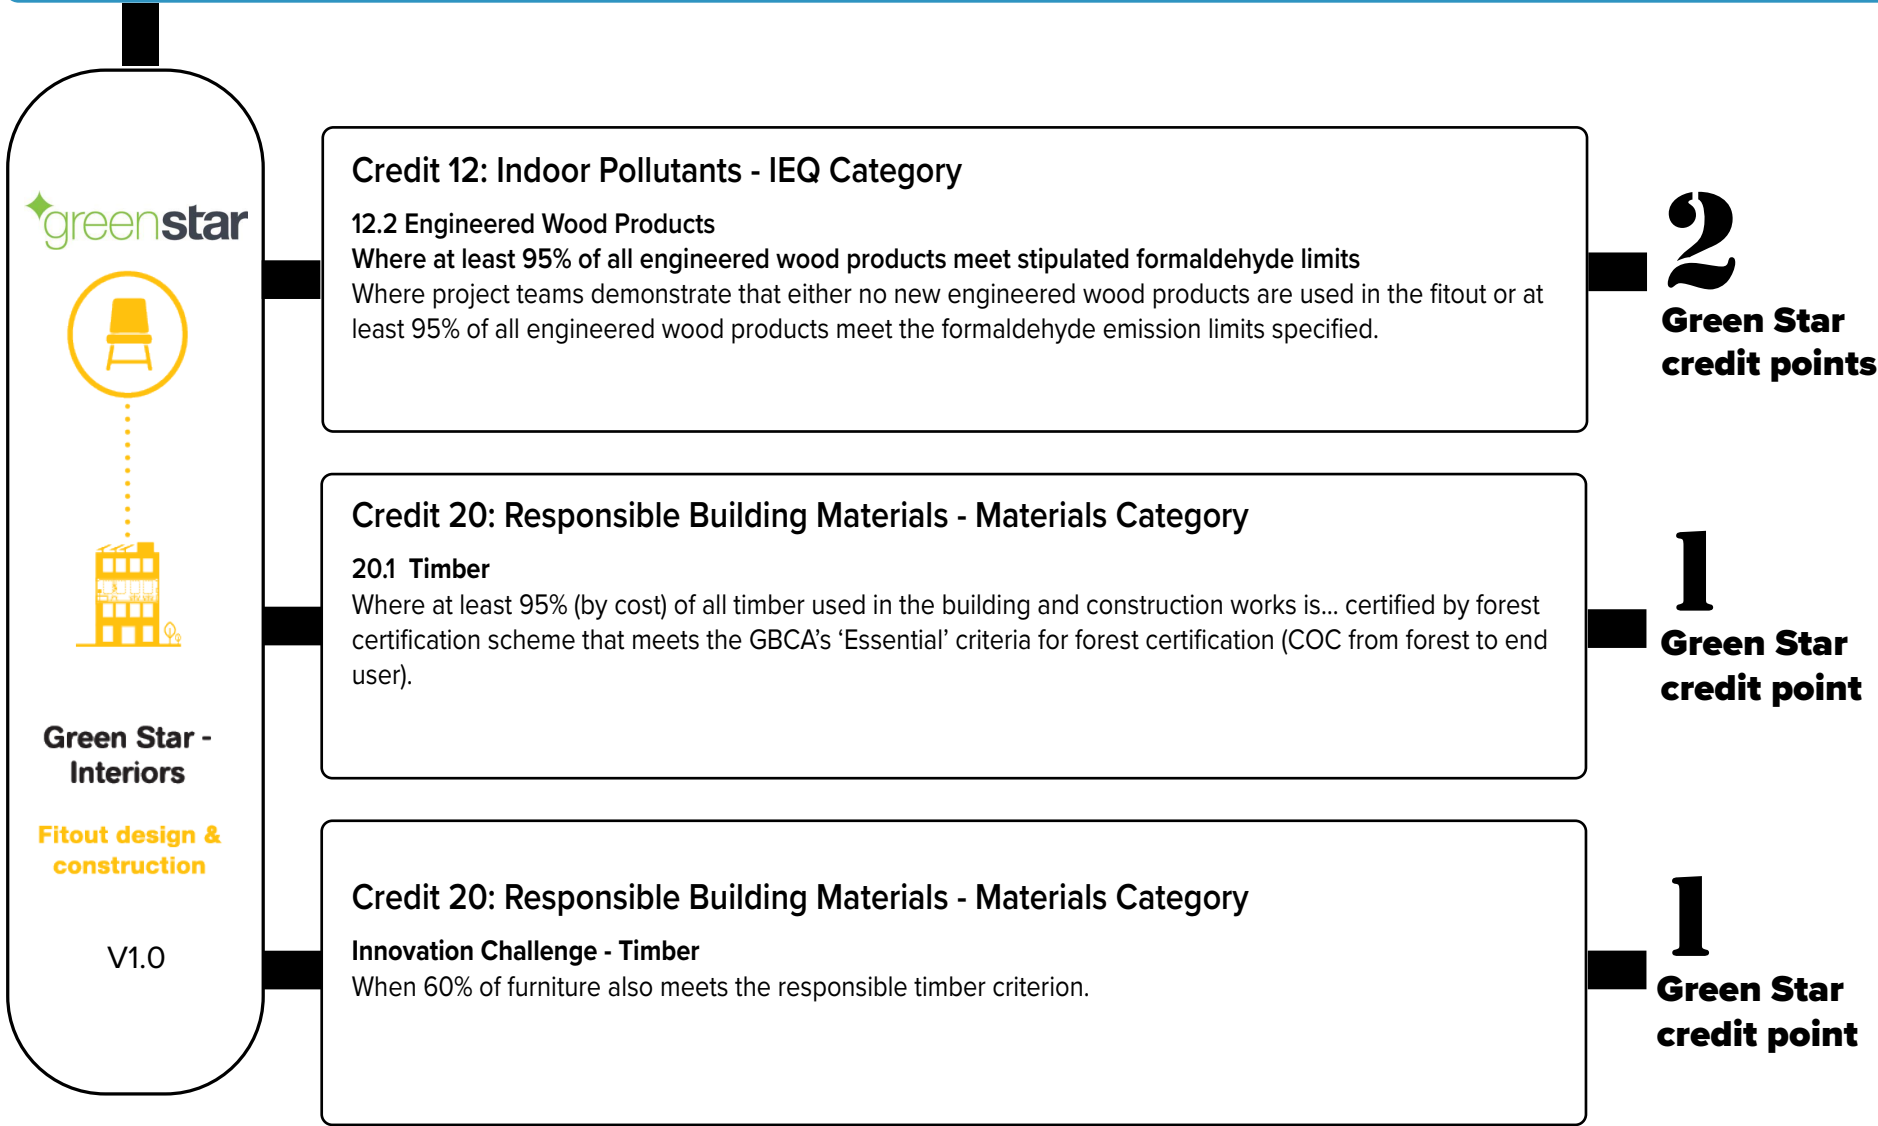 greenstar
Green Star -
Interiors
Fitout design &
construction
V1.0
Credit 12: Indoor Pollutants - IEQ Category
12.2 Engineered Wood Products
Where at least 95% of all engineered wood products meet stipulated formaldehyde limits
Where project teams demonstrate that either no new engineered wood products are used in the fitout or at
least 95% of all engineered wood products meet the formaldehyde emission limits specified.
2
Green Star
credit points
Credit 20: Responsible Building Materials - Materials Category
20.1 Timber
Where at least 95% (by cost) of all timber used in the building and construction works is... certified by forest
certification scheme that meets the GBCA's ‘Essential’ criteria for forest certification (COC from forest to end
user).
1
Green Star
credit point
Credit 20: Responsible Building Materials - Materials Category
Innovation Challenge - Timber
When 60% of furniture also meets the responsible timber criterion.
1
Green Star
credit point